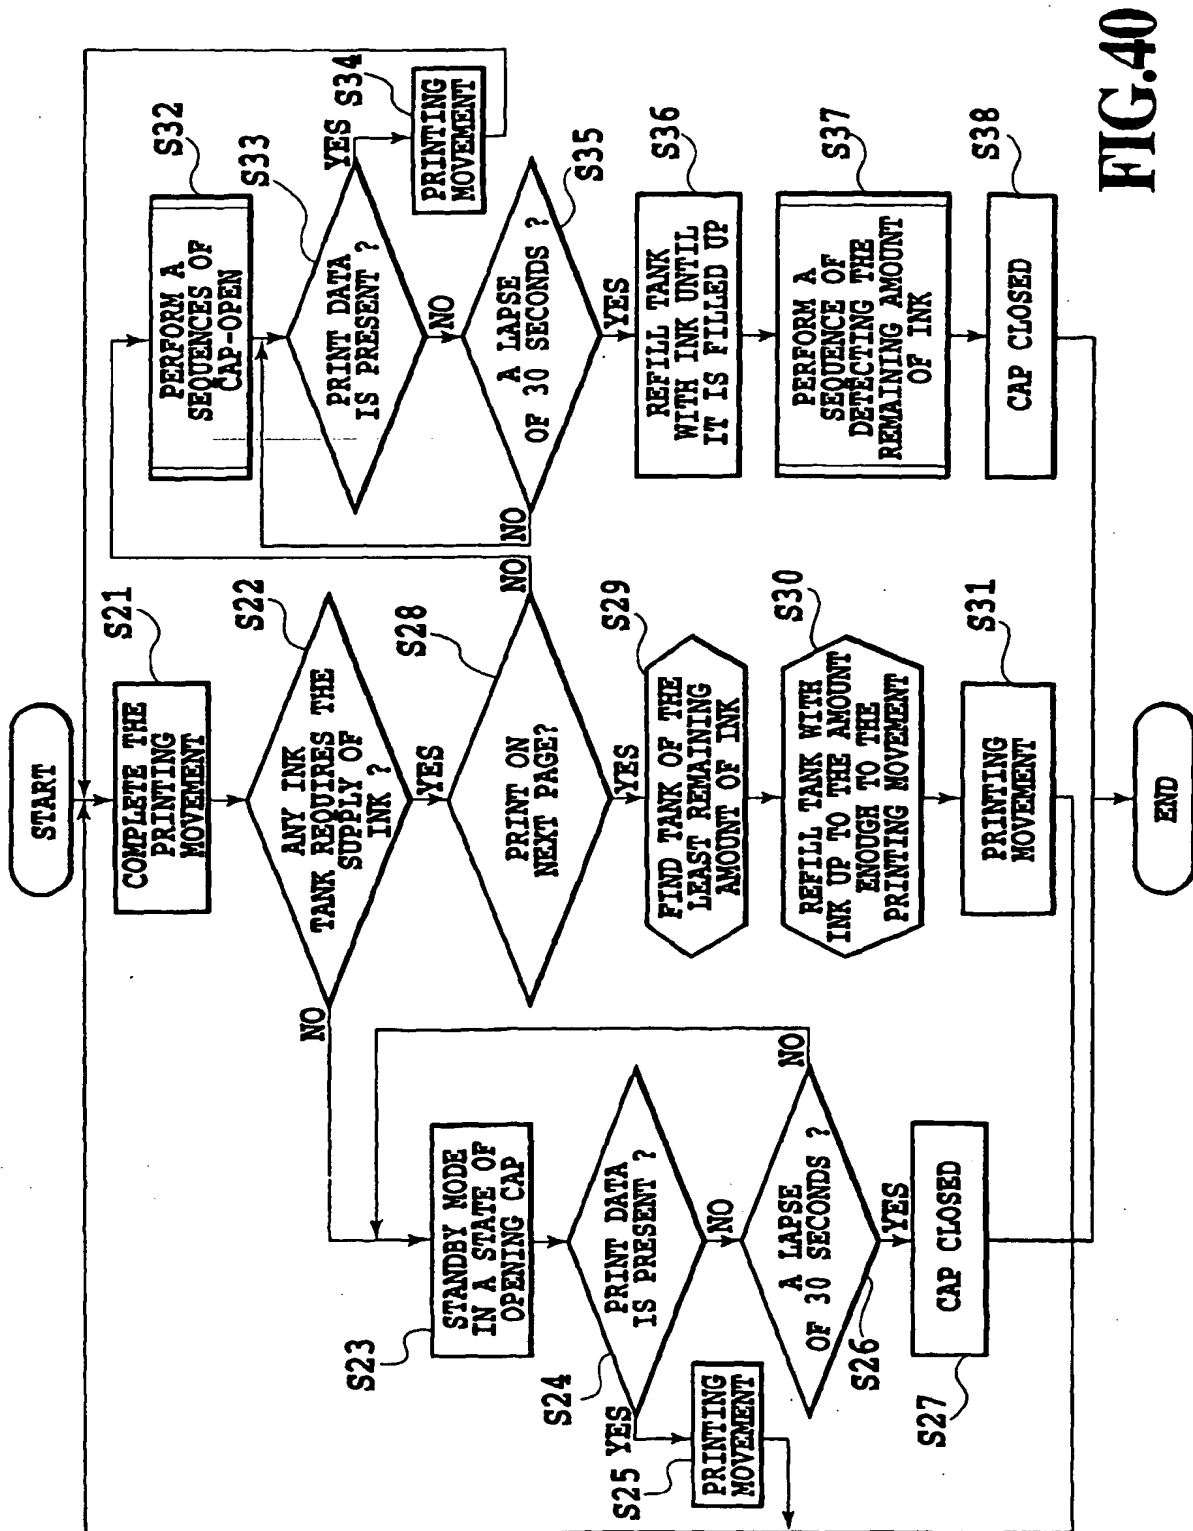 START
S21
COMPLETE THE
PRINTING
MOVEMENT
S22
ANY INK
TANK REQUIRES THE
SUPPLY OF
INK ?
NO
YES
S23
STANDBY MODE
IN A STATE OF
OPENING CAP
S24
PRINT DATA
IS PRESENT ?
YES
NO
S25
PRINTING
MOVEMENT
S26
A LAPSE
OF 30 SECONDS ?
NO
YES
S27
CAP CLOSED
S28
PRINT ON
NEXT PAGE?
NO
YES
S29
FIND TANK OF THE
LEAST REMAINING
AMOUNT OF INK
S30
REFILL TANK WITH
INK UP TO THE AMOUNT
ENOUGH TO THE
PRINTING MOVEMENT
S31
PRINTING
MOVEMENT
S32
PERFORM A
SEQUENCES OF
CAP-OPEN
S33
PRINT DATA
IS PRESENT ?
YES
NO
S34
PRINTING
MOVEMENT
S35
A LAPSE
OF 30 SECONDS ?
NO
YES
S36
REFILL TANK
WITH INK UNTIL
IT IS FILLED UP
S37
PERFORM A
SEQUENCE OF
DETECTING THE
REMAINING AMOUNT
OF INK
S38
CAP CLOSED
END
FIG.40